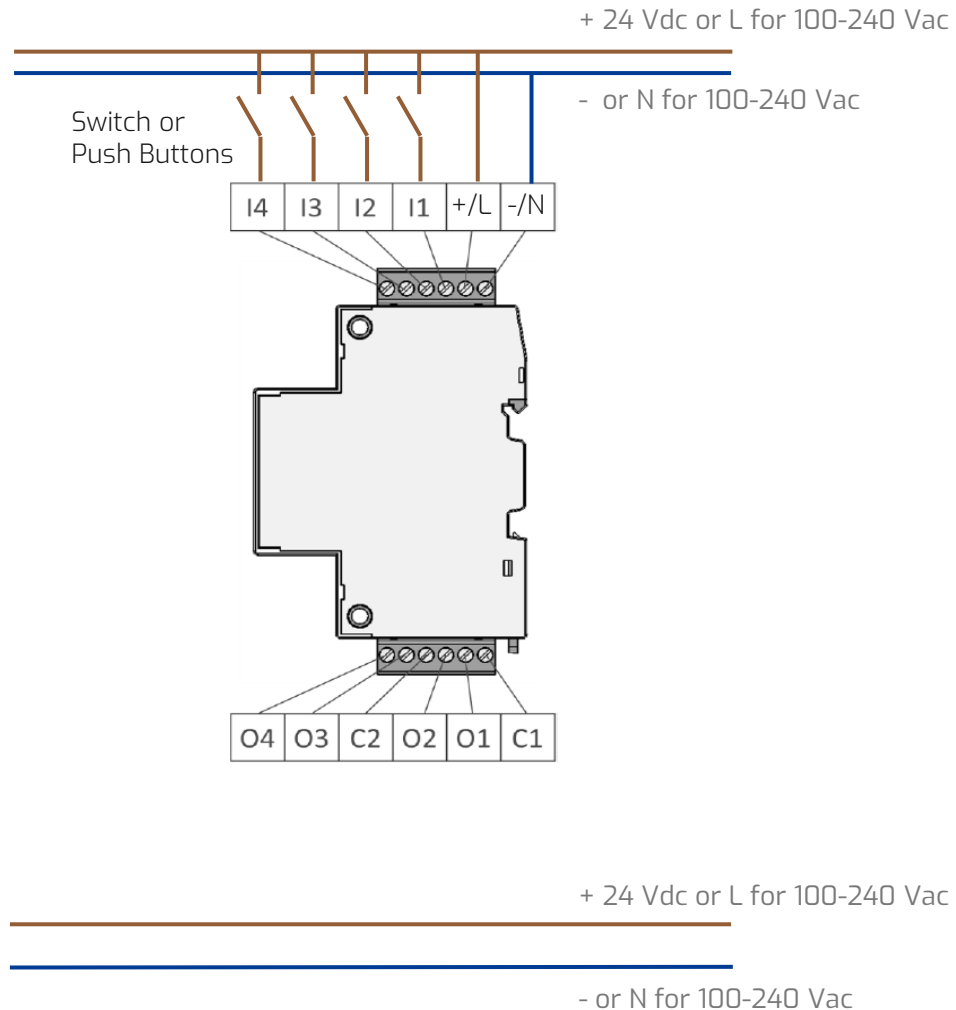 + 24 Vdc or L for 100-240 Vac
- or N for 100-240 Vac
Switch or
Push Buttons
I4 I3 I2 I1 +/L -/N
O4 O3 C2 O2 O1 C1
+ 24 Vdc or L for 100-240 Vac
- or N for 100-240 Vac